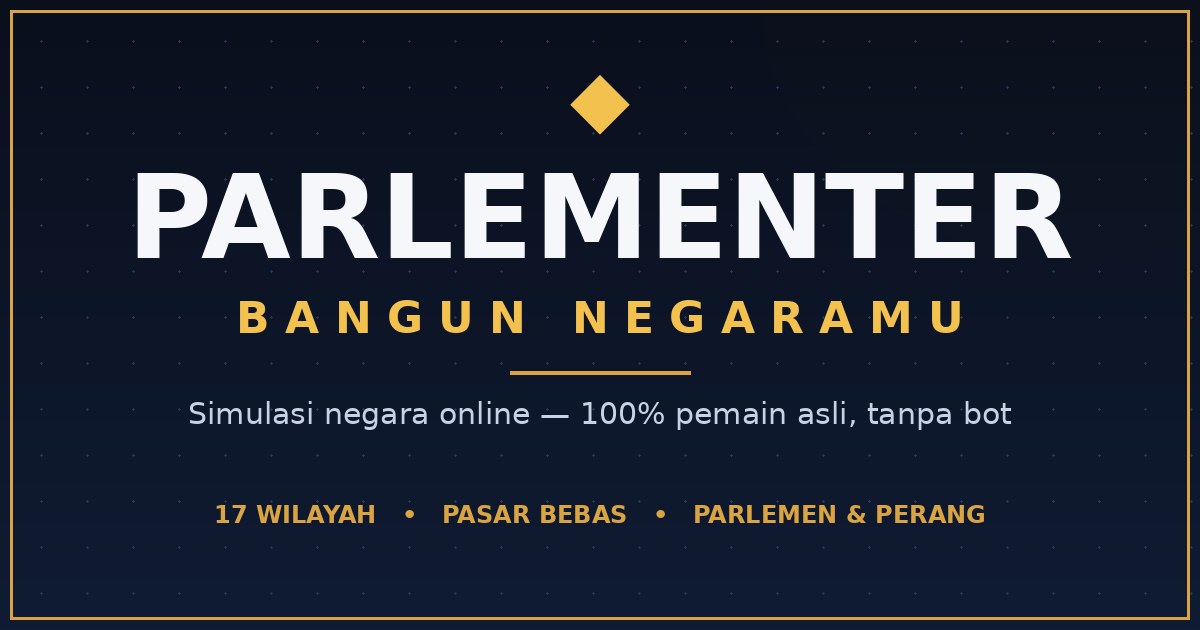 PARLEMENTER
BANGUN NEGARAMU
Simulasi negara online — 100% pemain asli, tanpa bot
17 WILAYAH • PASAR BEBAS • PARLEMEN & PERANG